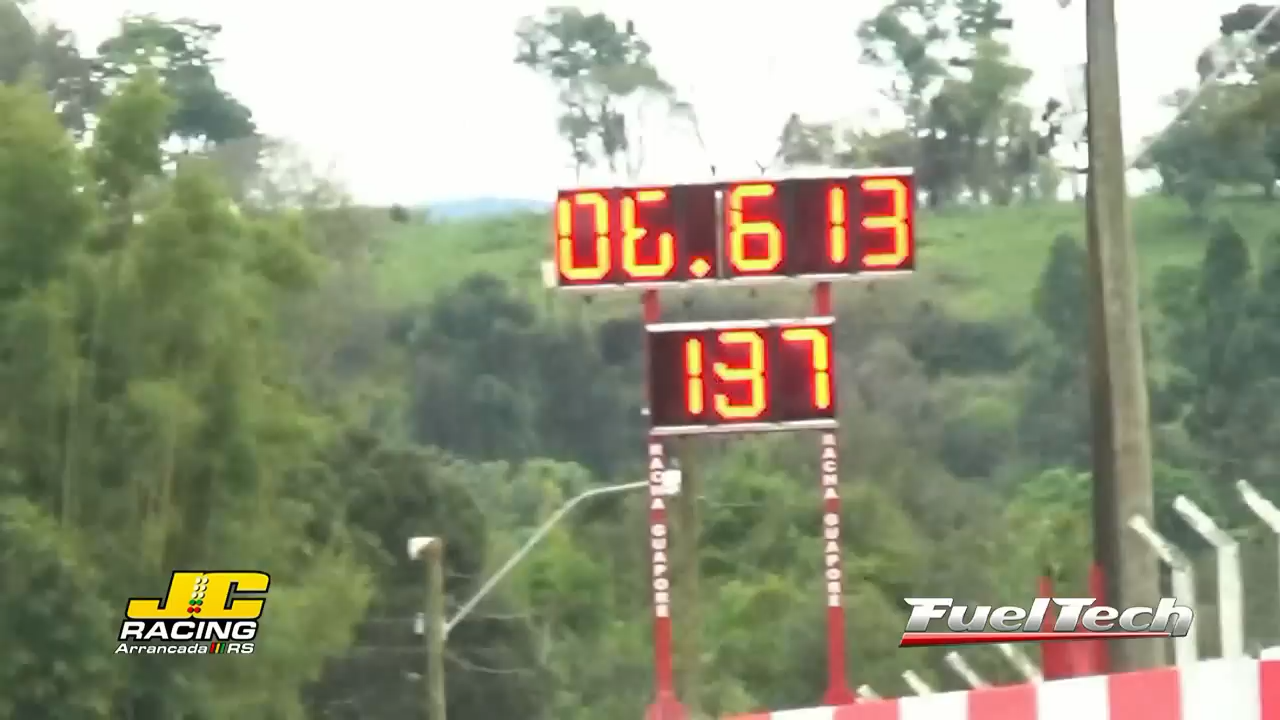 06.613
137
RACHA GUAPORE
RACHA GUAPORE
JC
RACING
Arrancada RS
FuelTech